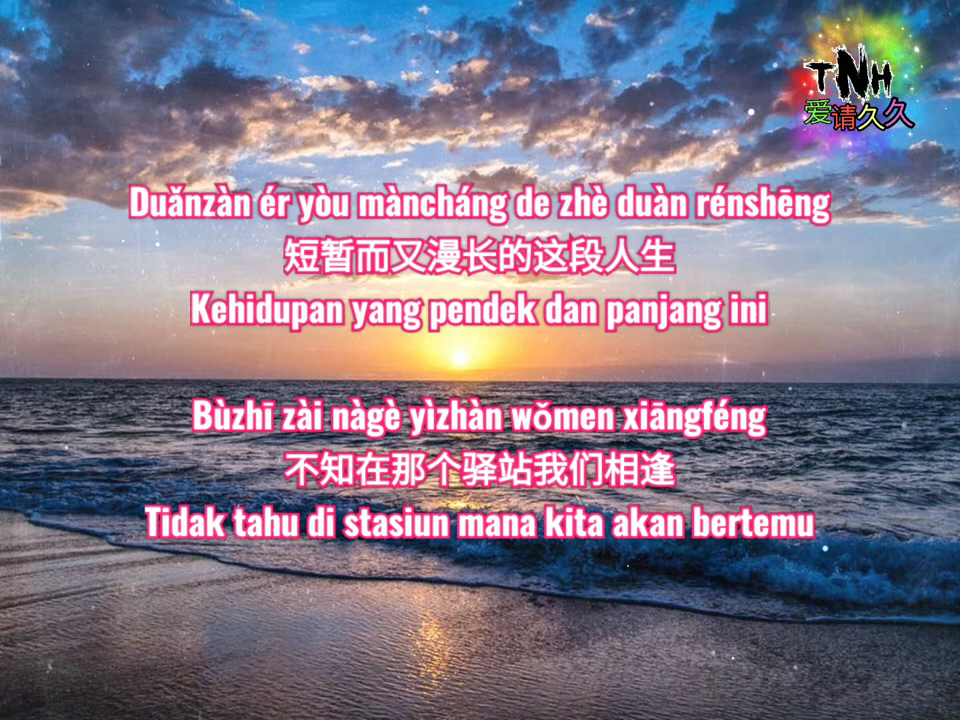 TNH
爱请久久
Duǎnzàn ér yòu màncháng de zhè duàn rénshēng
短暂而又漫长的这段人生
Kehidupan yang pendek dan panjang ini
Bùzhī zài nàgè yìzhàn wǒmen xiāngféng
不知在那个驿站我们相逢
Tidak tahu di stasiun mana kita akan bertemu